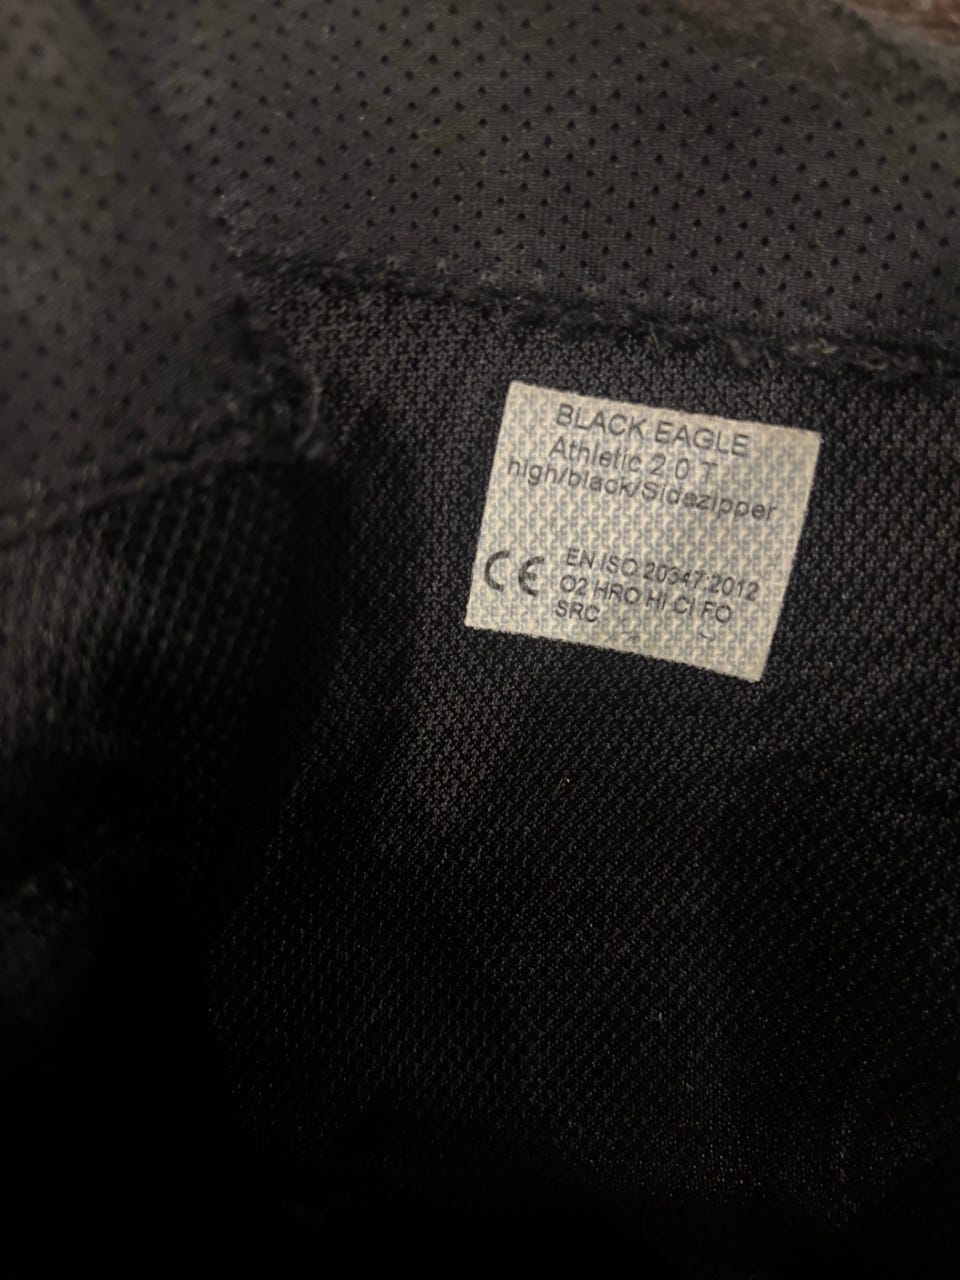 BLACK EAGLE
Athletic 2.0 T
high/black/Sidezipper
CE
EN ISO 20347:2012
O2 HRO HI CI FO
SRC